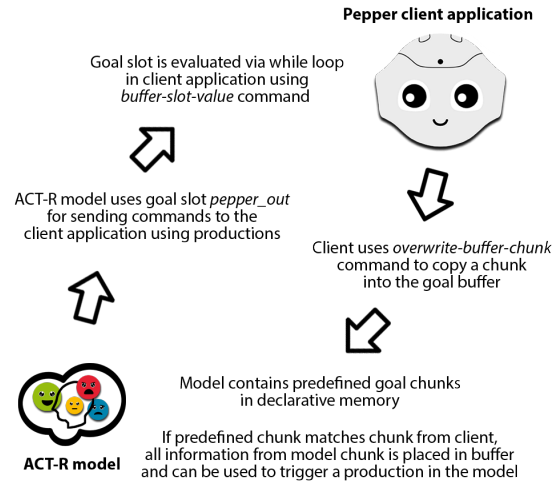 Pepper client application
Goal slot is evaluated via while loop
in client application using
buffer-slot-value command
ACT-R model uses goal slot pepper_out
for sending commands to the
client application using productions
Client uses overwrite-buffer-chunk
command to copy a chunk
into the goal buffer
Model contains predefined goal chunks
in declarative memory
If predefined chunk matches chunk from client,
all information from model chunk is placed in buffer
and can be used to trigger a production in the model
ACT-R model